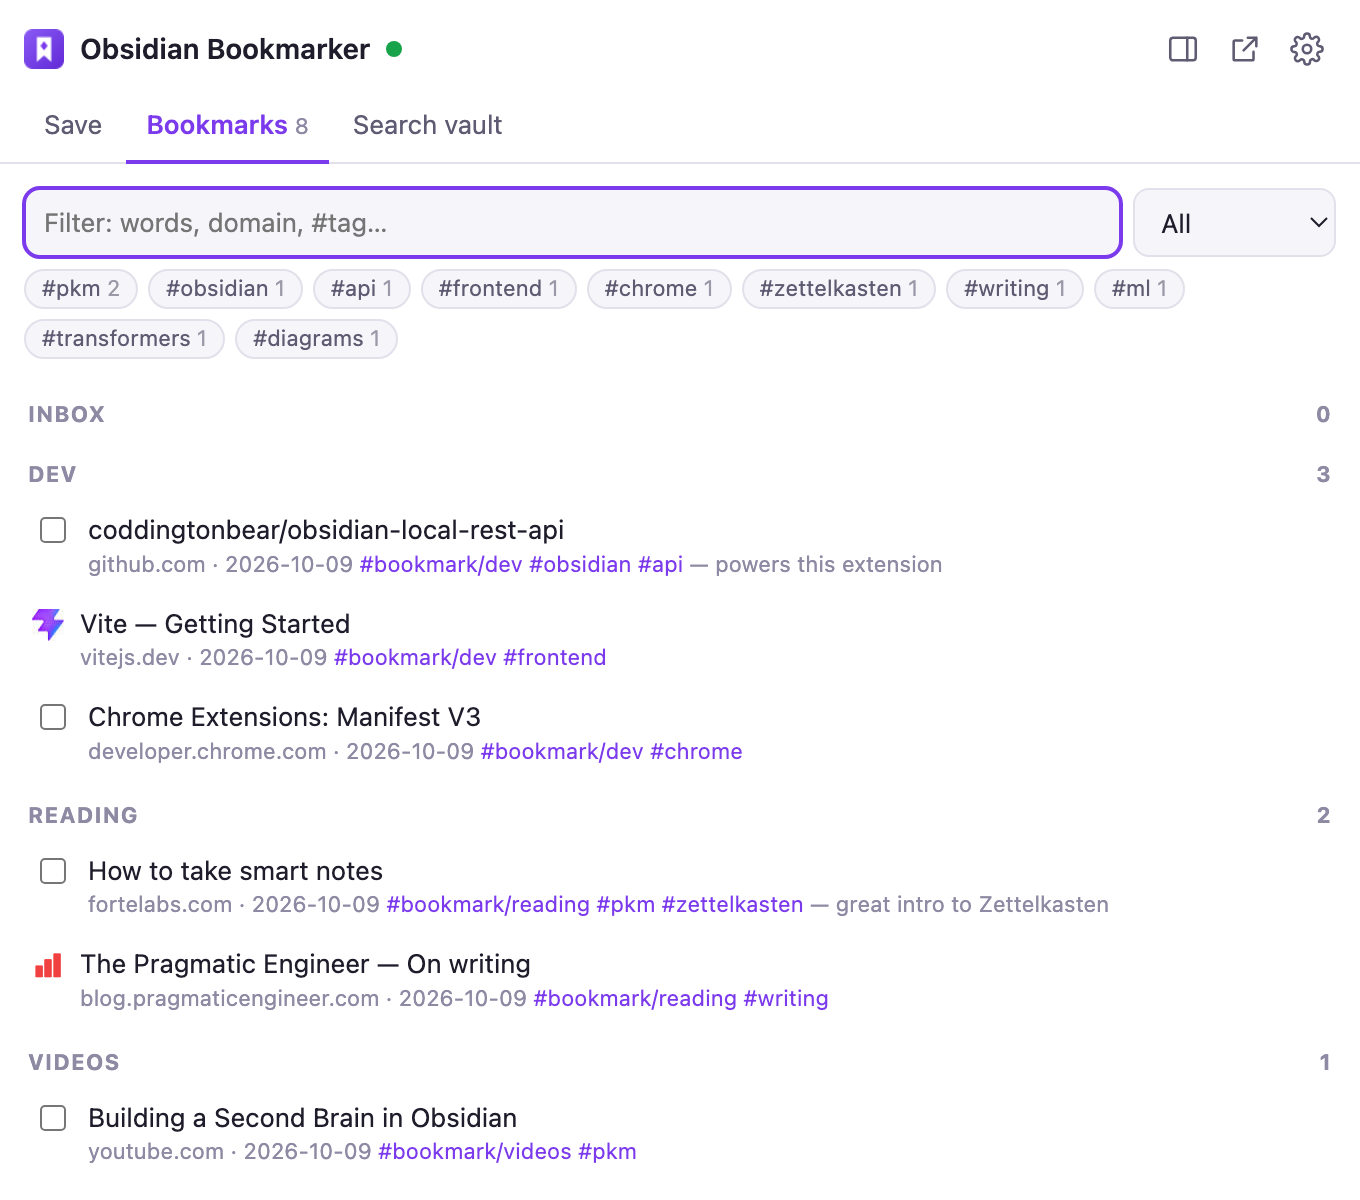 Obsidian Bookmarker
Save Bookmarks 8 Search vault
Filter: words, domain, #tag... All
#pkm 2 #obsidian 1 #api 1 #frontend 1 #chrome 1 #zettelkasten 1 #writing 1 #ml 1
#transformers 1 #diagrams 1
INBOX 0
DEV 3
coddingtonbear/obsidian-local-rest-api
github.com · 2026-10-09 #bookmark/dev #obsidian #api — powers this extension
Vite — Getting Started
vitejs.dev · 2026-10-09 #bookmark/dev #frontend
Chrome Extensions: Manifest V3
developer.chrome.com · 2026-10-09 #bookmark/dev #chrome
READING 2
How to take smart notes
fortelabs.com · 2026-10-09 #bookmark/reading #pkm #zettelkasten — great intro to Zettelkasten
The Pragmatic Engineer — On writing
blog.pragmaticengineer.com · 2026-10-09 #bookmark/reading #writing
VIDEOS 1
Building a Second Brain in Obsidian
youtube.com · 2026-10-09 #bookmark/videos #pkm